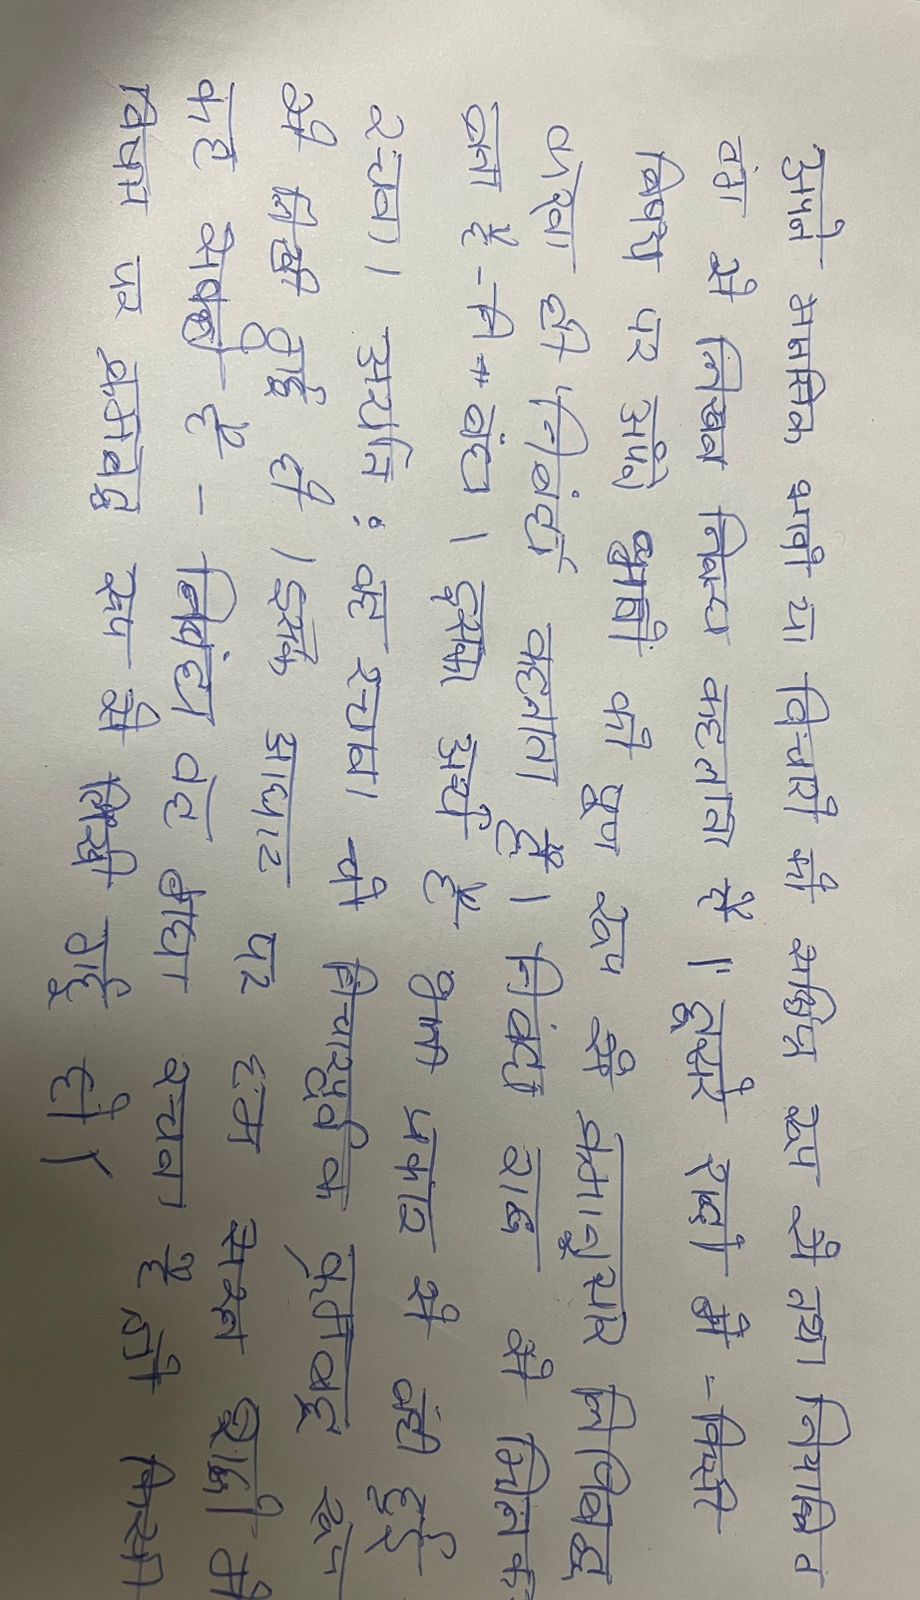 अपने मानसिक भावो या विचारो को सक्षिप्त रूप से तथा नियान्त्रित
ढंग से लिखन निबन्ध कहलाता है । दूसरे शब्दो मे - किसी
बिषय पर अपने भावों को पूण रूप से क्रमानुसार लिपिबद्ध
करना ही 'निबंध' कहलाता है । निबंध शब्द से मिलक
बना है - नि + बंध । इसका अर्थ है भली प्रकार से बंधी हुई
रचना । अर्थात : वह रचना जो विचारपूर्वक क्रमबद्ध रूप
से लिखी गई हो । इसके आधार पर हम सरल शब्दो मे
कह सकते है - निबंध वह गद्य रचना है जो किसी
विषय पर क्रमबद्ध रूप से लिखी गई हो ।